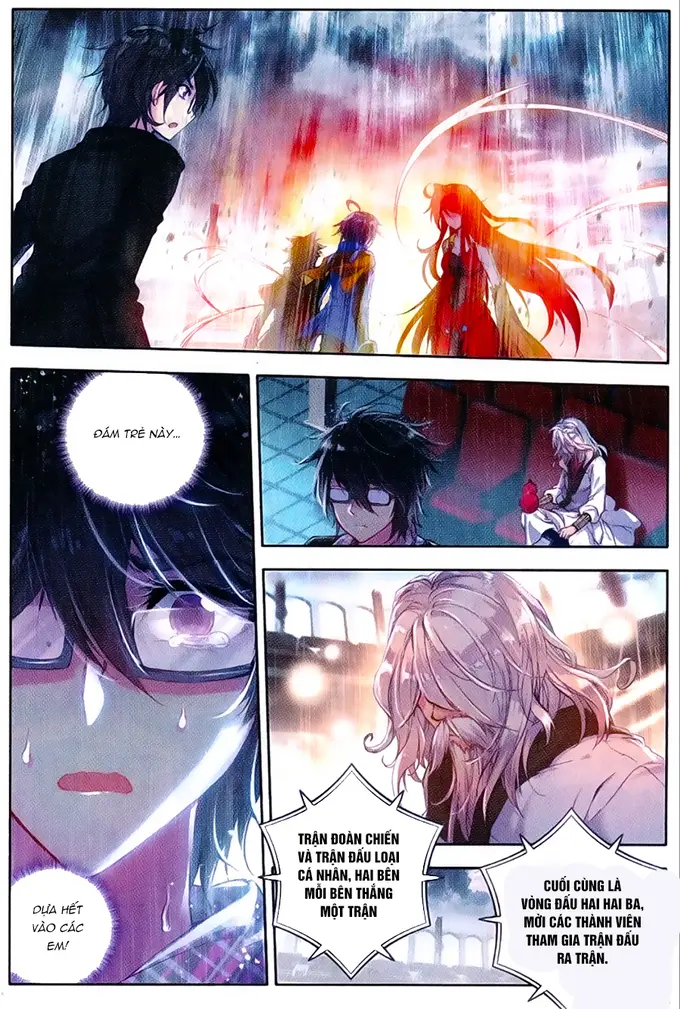 ĐÁM TRẺ NÀY...
DỰA HẾT
VÀO CÁC
EM!
TRẬN ĐOÀN CHIẾN
VÀ TRẬN ĐẤU LOẠI
CÁ NHÂN, HAI BÊN
MỖI BÊN THẮNG
MỘT TRẬN
CUỐI CÙNG LÀ
VÒNG ĐẤU HAI HAI BA,
MỜI CÁC THÀNH VIÊN
THAM GIA TRẬN ĐẤU
RA TRẬN.